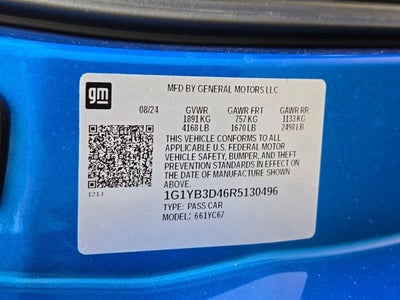 MFD BY GENERAL MOTORS LLC
gm
08/24 GVWR GAWR FRT GAWR RR
1891 KG 757 KG 1133 KG
4168 LB 1670 LB 2498 LB
THIS VEHICLE CONFORMS TO ALL
APPLICABLE U.S. FEDERAL MOTOR
VEHICLE SAFETY, BUMPER, AND THEFT
PREVENTION STANDARDS IN EFFECT ON
THE DATE OF MANUFACTURE SHOWN
ABOVE.
121J
1G1YB3D46R5130496
TYPE: PASS CAR
MODEL: 661YC67